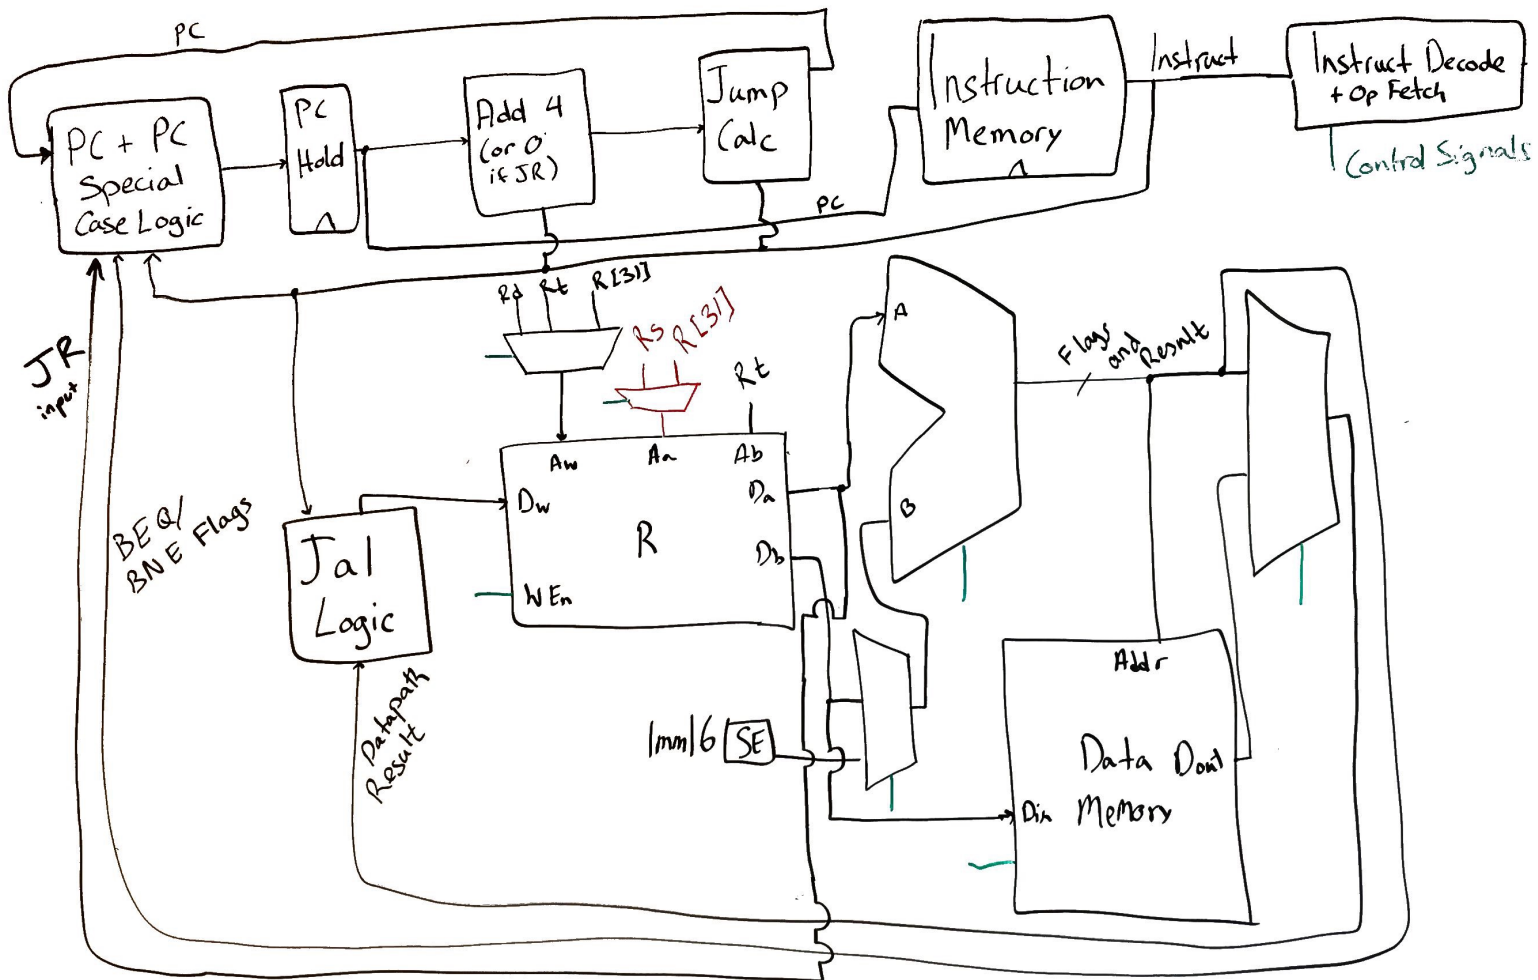 PC
PC + PC
Special
Case Logic
PC
Hold
Add 4
(or 0
if JR)
Jump
Calc
PC
Instruction
Memory
Instruct
Instruct Decode
+ Op Fetch
Control Signals
JR
input
BEQ/
BNE Flags
Rd
Rt
R[31]
Rs
R[31]
Rt
Aw
Aa
Ab
Dw
Da
R
Db
WEn
Jal
Logic
Datapath
Result
A
B
Flags
and
Result
Imm16
SE
Addr
Data
Memory
Dout
Din